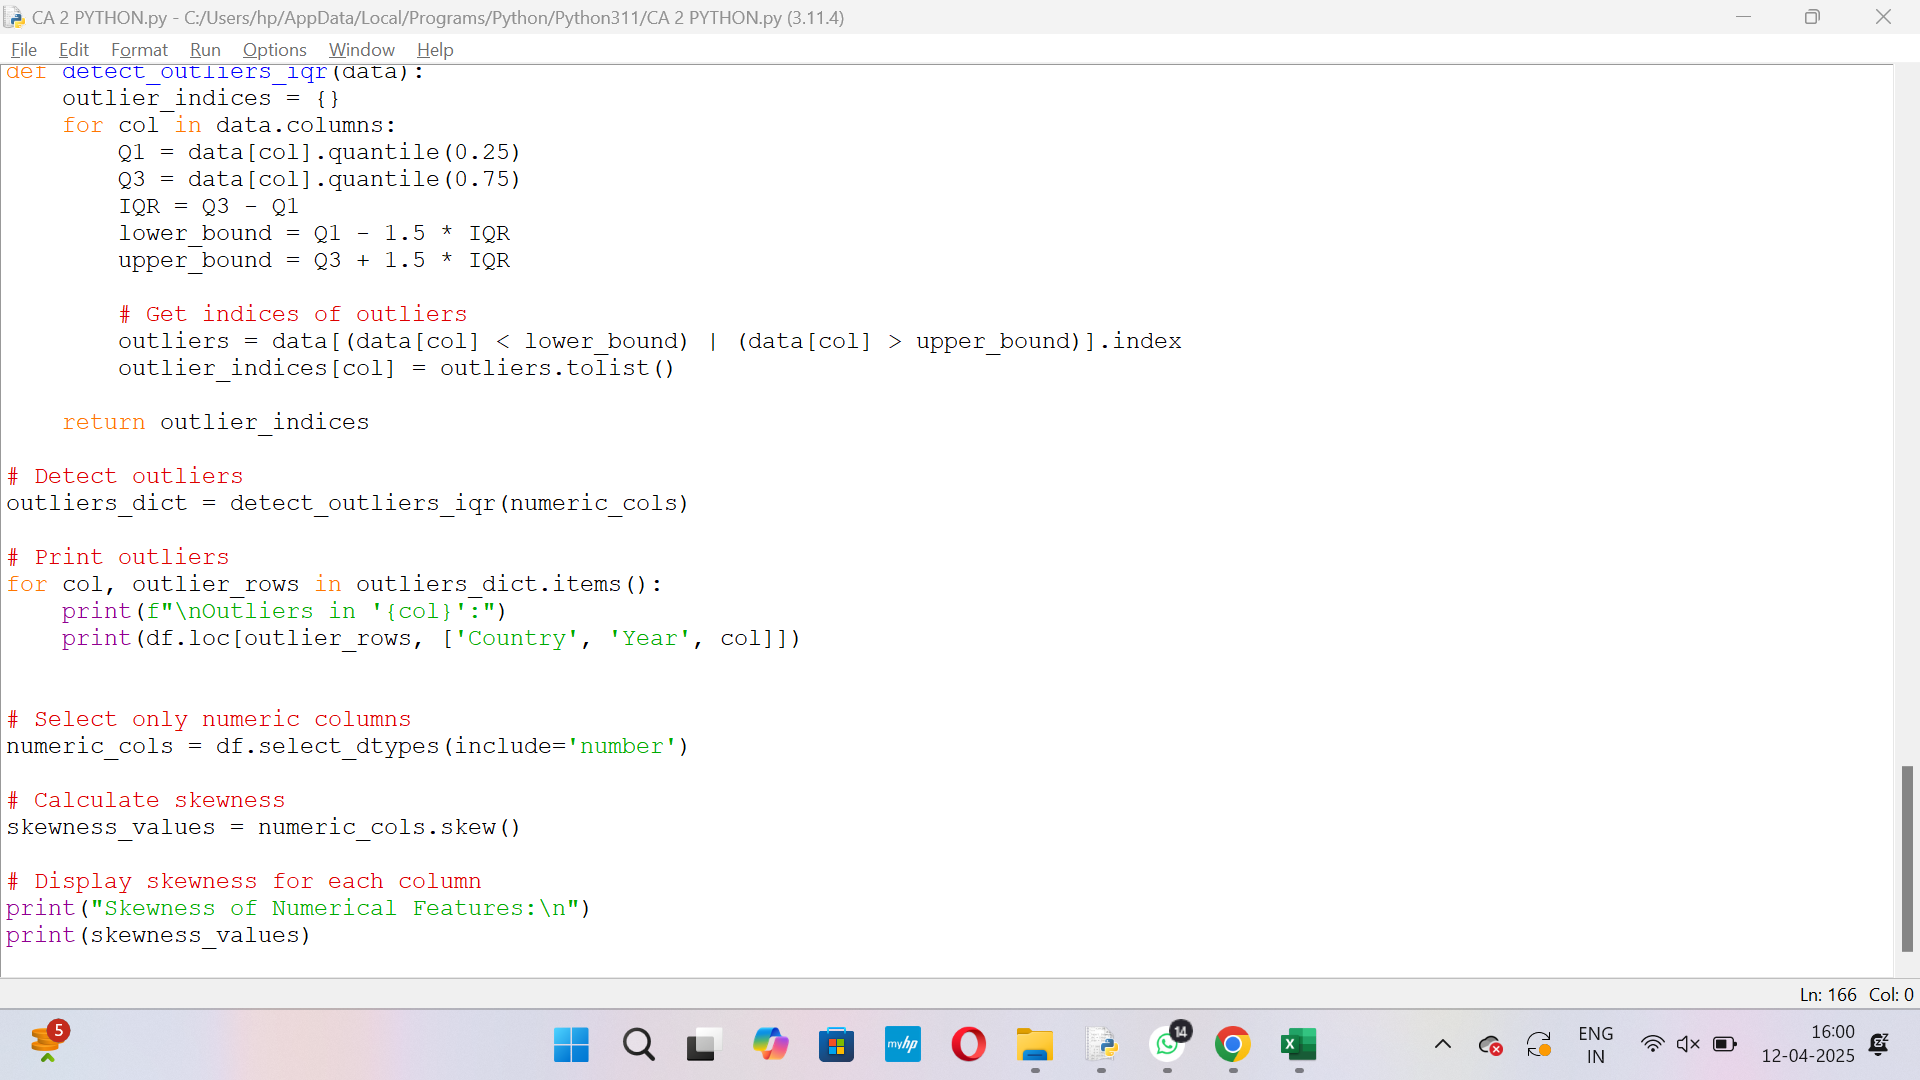 CA 2 PYTHON.py - C:/Users/hp/AppData/Local/Programs/Python/Python311/CA 2 PYTHON.py (3.11.4)
File Edit Format Run Options Window Help
def detect_outliers_iqr(data):
    outlier_indices = {}
    for col in data.columns:
        Q1 = data[col].quantile(0.25)
        Q3 = data[col].quantile(0.75)
        IQR = Q3 - Q1
        lower_bound = Q1 - 1.5 * IQR
        upper_bound = Q3 + 1.5 * IQR
        # Get indices of outliers
        outliers = data[(data[col] < lower_bound) | (data[col] > upper_bound)].index
        outlier_indices[col] = outliers.tolist()
    return outlier_indices
# Detect outliers
outliers_dict = detect_outliers_iqr(numeric_cols)
# Print outliers
for col, outlier_rows in outliers_dict.items():
    print(f"\nOutliers in '{col}':")
    print(df.loc[outlier_rows, ['Country', 'Year', col]])
# Select only numeric columns
numeric_cols = df.select_dtypes(include='number')
# Calculate skewness
skewness_values = numeric_cols.skew()
# Display skewness for each column
print("Skewness of Numerical Features:\n")
print(skewness_values)
Ln: 166 Col: 0
5
myhp
14
ENG
IN
16:00
12-04-2025